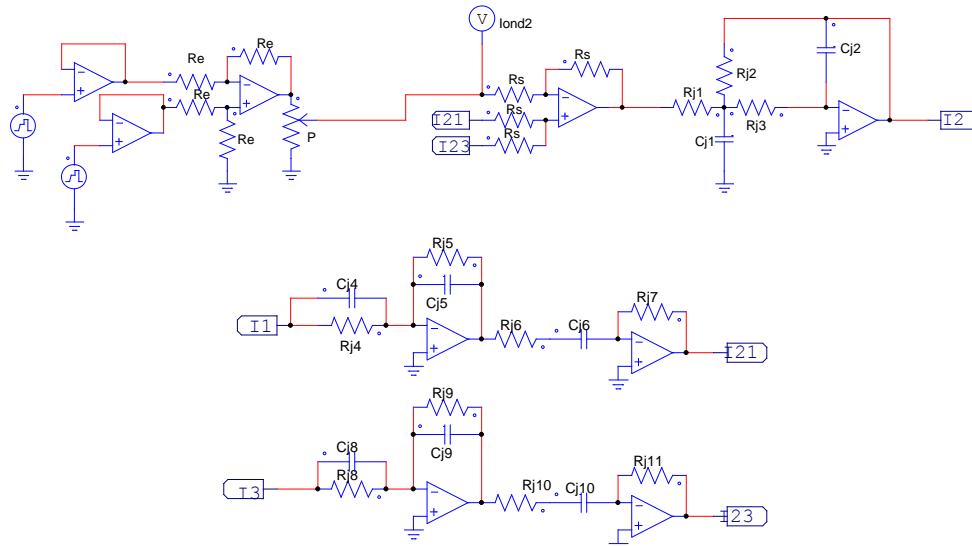 V
Iond2
Re
Re
Re
Re
P
Rs
Rs
Rs
Rs
I21
I23
Rj1
Rj2
Rj3
Cj1
Cj2
I2
Rj5
Cj4
Cj5
I1
Rj4
Rj6
Cj6
Rj7
I21
Rj9
Cj8
Cj9
I3
Rj8
Rj10
Cj10
Rj11
I23